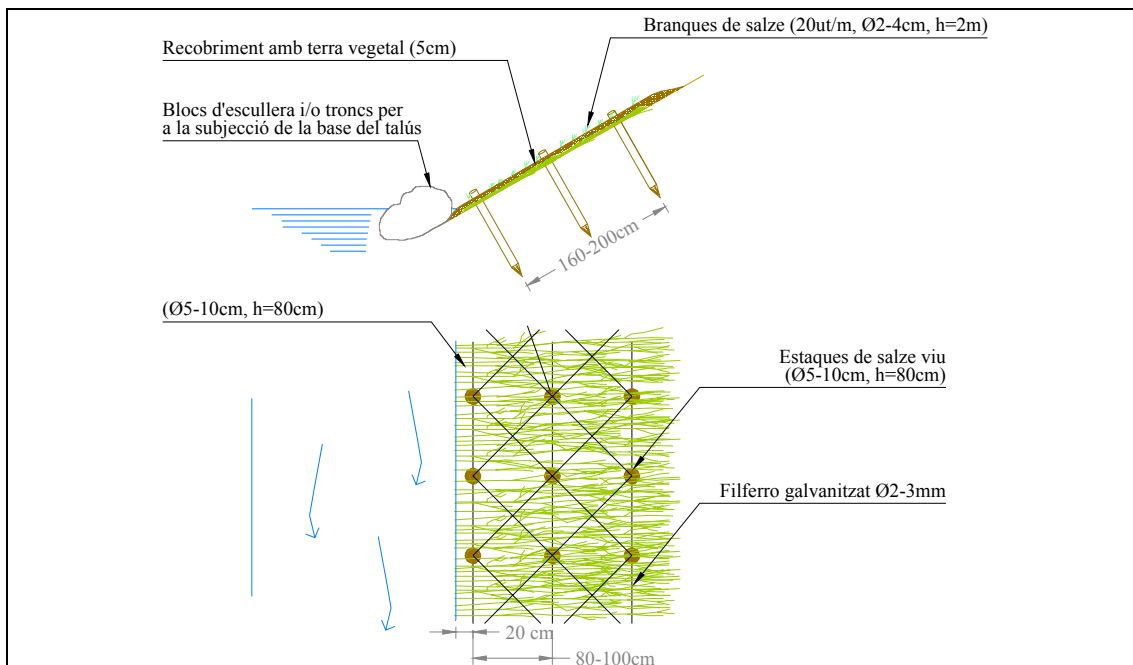 Branques de salze (20ut/m, Ø2-4cm, h=2m)
Recobriment amb terra vegetal (5cm)
Blocs d'escullera i/o troncs per
a la subjecció de la base del talús
160-200cm
(Ø5-10cm, h=80cm)
Estaques de salze viu
(Ø5-10cm, h=80cm)
Filferro galvanitzat Ø2-3mm
20 cm
80-100cm